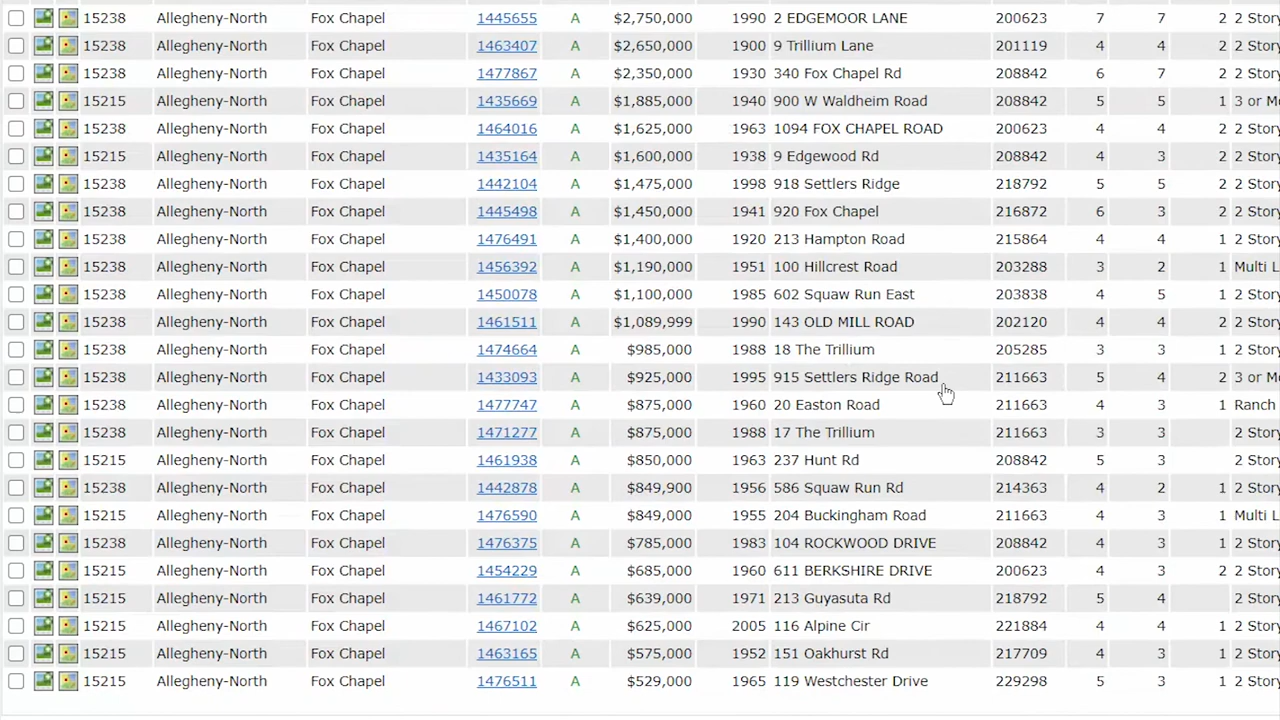 15238 Allegheny-North Fox Chapel 1445655 A $2,750,000 1990 2 EDGEMOOR LANE 200623 7 7 2 2 Story
15238 Allegheny-North Fox Chapel 1463407 A $2,650,000 1900 9 Trillium Lane 201119 4 4 2 2 Story
15238 Allegheny-North Fox Chapel 1477867 A $2,350,000 1930 340 Fox Chapel Rd 208842 6 7 2 2 Story
15215 Allegheny-North Fox Chapel 1435669 A $1,885,000 1940 900 W Waldheim Road 208842 5 5 1 3 or Mo
15238 Allegheny-North Fox Chapel 1464016 A $1,625,000 1963 1094 FOX CHAPEL ROAD 200623 4 4 2 2 Story
15215 Allegheny-North Fox Chapel 1435164 A $1,600,000 1938 9 Edgewood Rd 208842 4 3 2 2 Story
15238 Allegheny-North Fox Chapel 1442104 A $1,475,000 1998 918 Settlers Ridge 218792 5 5 2 2 Story
15238 Allegheny-North Fox Chapel 1445498 A $1,450,000 1941 920 Fox Chapel 216872 6 3 2 2 Story
15238 Allegheny-North Fox Chapel 1476491 A $1,400,000 1920 213 Hampton Road 215864 4 4 1 2 Story
15238 Allegheny-North Fox Chapel 1456392 A $1,190,000 1951 100 Hillcrest Road 203288 3 2 1 Multi L
15238 Allegheny-North Fox Chapel 1450078 A $1,100,000 1985 602 Squaw Run East 203838 4 5 1 2 Story
15238 Allegheny-North Fox Chapel 1461511 A $1,089,999 1990 143 OLD MILL ROAD 202120 4 4 2 2 Story
15238 Allegheny-North Fox Chapel 1474664 A $985,000 1988 18 The Trillium 205285 3 3 1 2 Story
15238 Allegheny-North Fox Chapel 1433093 A $925,000 1995 915 Settlers Ridge Road 211663 5 4 2 3 or Mo
15238 Allegheny-North Fox Chapel 1477747 A $875,000 1960 20 Easton Road 211663 4 3 1 Ranch
15238 Allegheny-North Fox Chapel 1471277 A $875,000 1988 17 The Trillium 211663 3 3 2 Story
15215 Allegheny-North Fox Chapel 1461938 A $850,000 1963 237 Hunt Rd 208842 5 3 2 Story
15238 Allegheny-North Fox Chapel 1442878 A $849,900 1956 586 Squaw Run Rd 214363 4 2 1 2 Story
15215 Allegheny-North Fox Chapel 1476590 A $849,000 1955 204 Buckingham Road 211663 4 3 1 Multi L
15238 Allegheny-North Fox Chapel 1476375 A $785,000 1983 104 ROCKWOOD DRIVE 208842 4 3 1 2 Story
15215 Allegheny-North Fox Chapel 1454229 A $685,000 1960 611 BERKSHIRE DRIVE 200623 4 3 2 2 Story
15215 Allegheny-North Fox Chapel 1461772 A $639,000 1971 213 Guyasuta Rd 218792 5 4 2 Story
15215 Allegheny-North Fox Chapel 1467102 A $625,000 2005 116 Alpine Cir 221884 4 4 1 2 Story
15215 Allegheny-North Fox Chapel 1463165 A $575,000 1952 151 Oakhurst Rd 217709 4 3 1 2 Story
15215 Allegheny-North Fox Chapel 1476511 A $529,000 1965 119 Westchester Drive 229298 5 3 1 2 Story